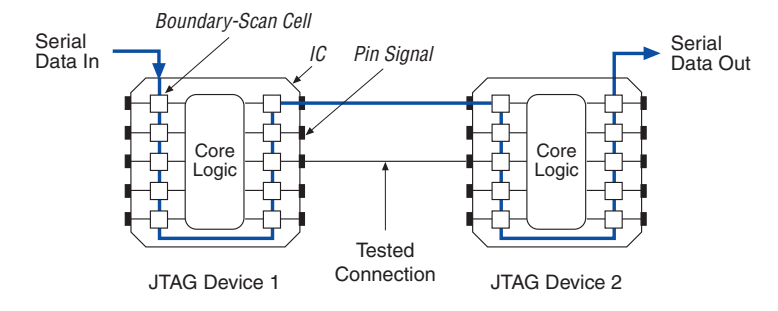 Boundary-Scan Cell
Serial
Data In
IC
Pin Signal
Serial
Data Out
Core
Logic
Core
Logic
Tested
Connection
JTAG Device 1
JTAG Device 2